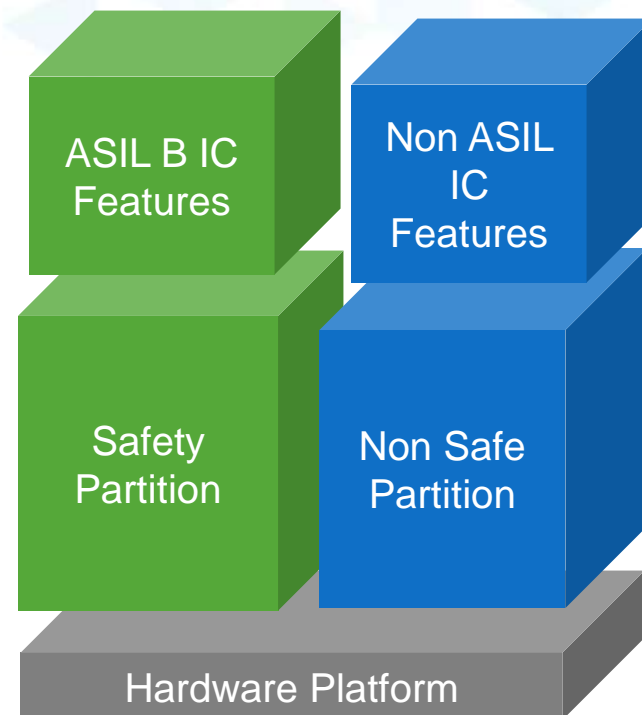 ASIL B IC
Features
Non ASIL
IC
Features
Safety
Partition
Non Safe
Partition
Hardware Platform